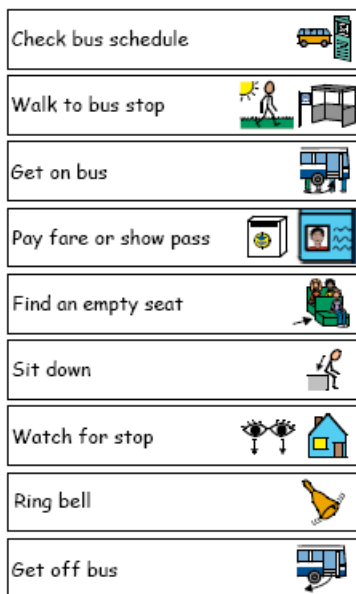 Check bus schedule
Walk to bus stop
Get on bus
Pay fare or show pass
Find an empty seat
Sit down
Watch for stop
Ring bell
Get off bus